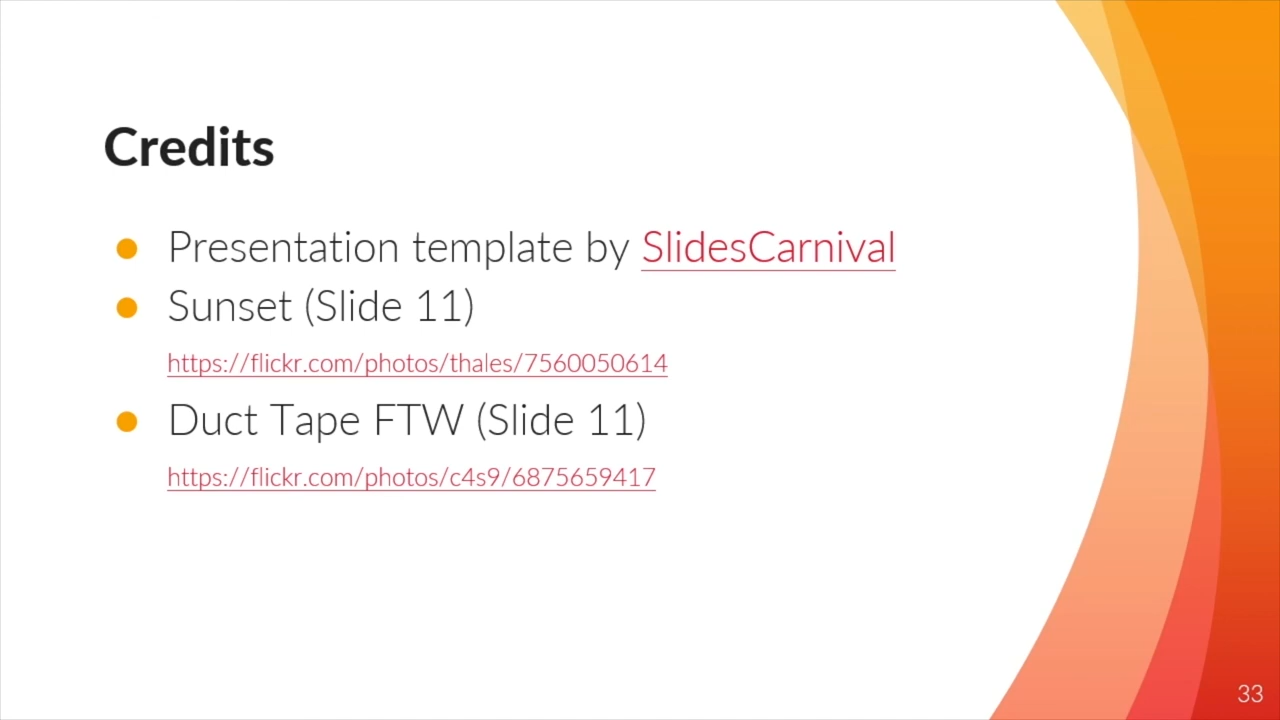 Credits
Presentation template by SlidesCarnival
Sunset (Slide 11)
https://flickr.com/photos/thales/7560050614
Duct Tape FTW (Slide 11)
https://flickr.com/photos/c4s9/6875659417
33